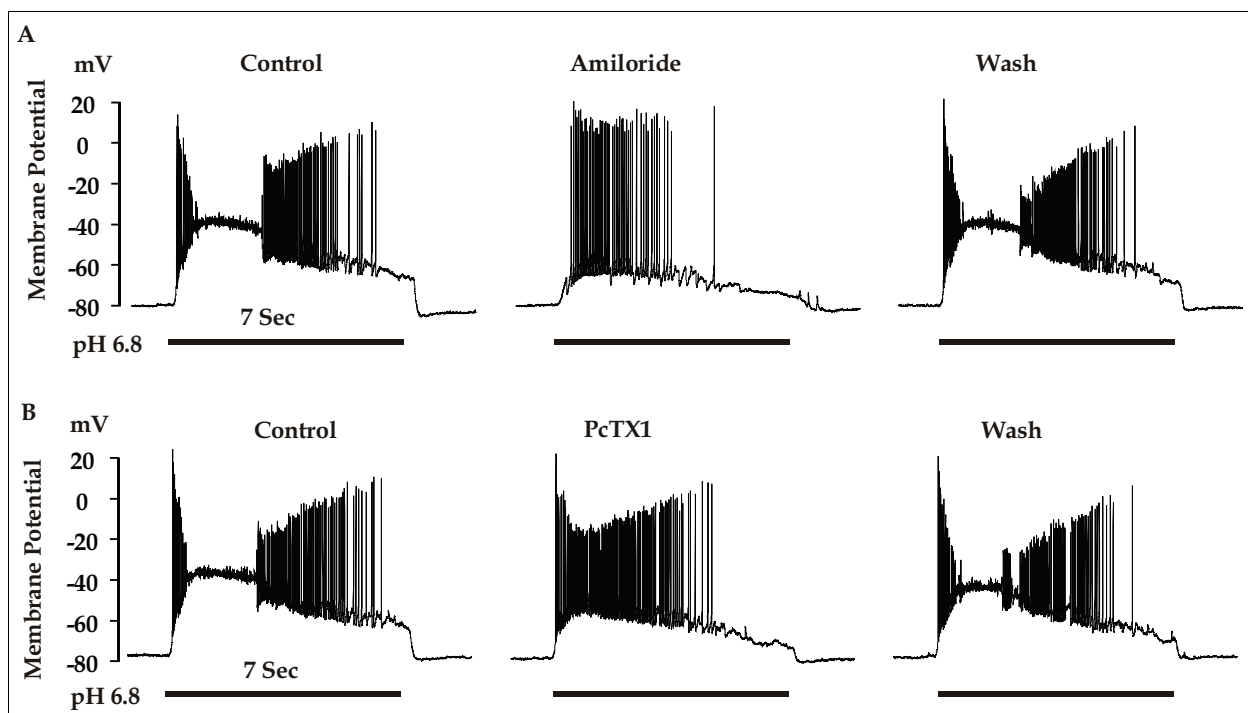 A
mV
Control
Amiloride
Wash
Membrane Potential
20
0
-20
-40
-60
-80
7 Sec
pH 6.8
B
mV
Control
PcTX1
Wash
Membrane Potential
20
0
-20
-40
-60
-80
7 Sec
pH 6.8